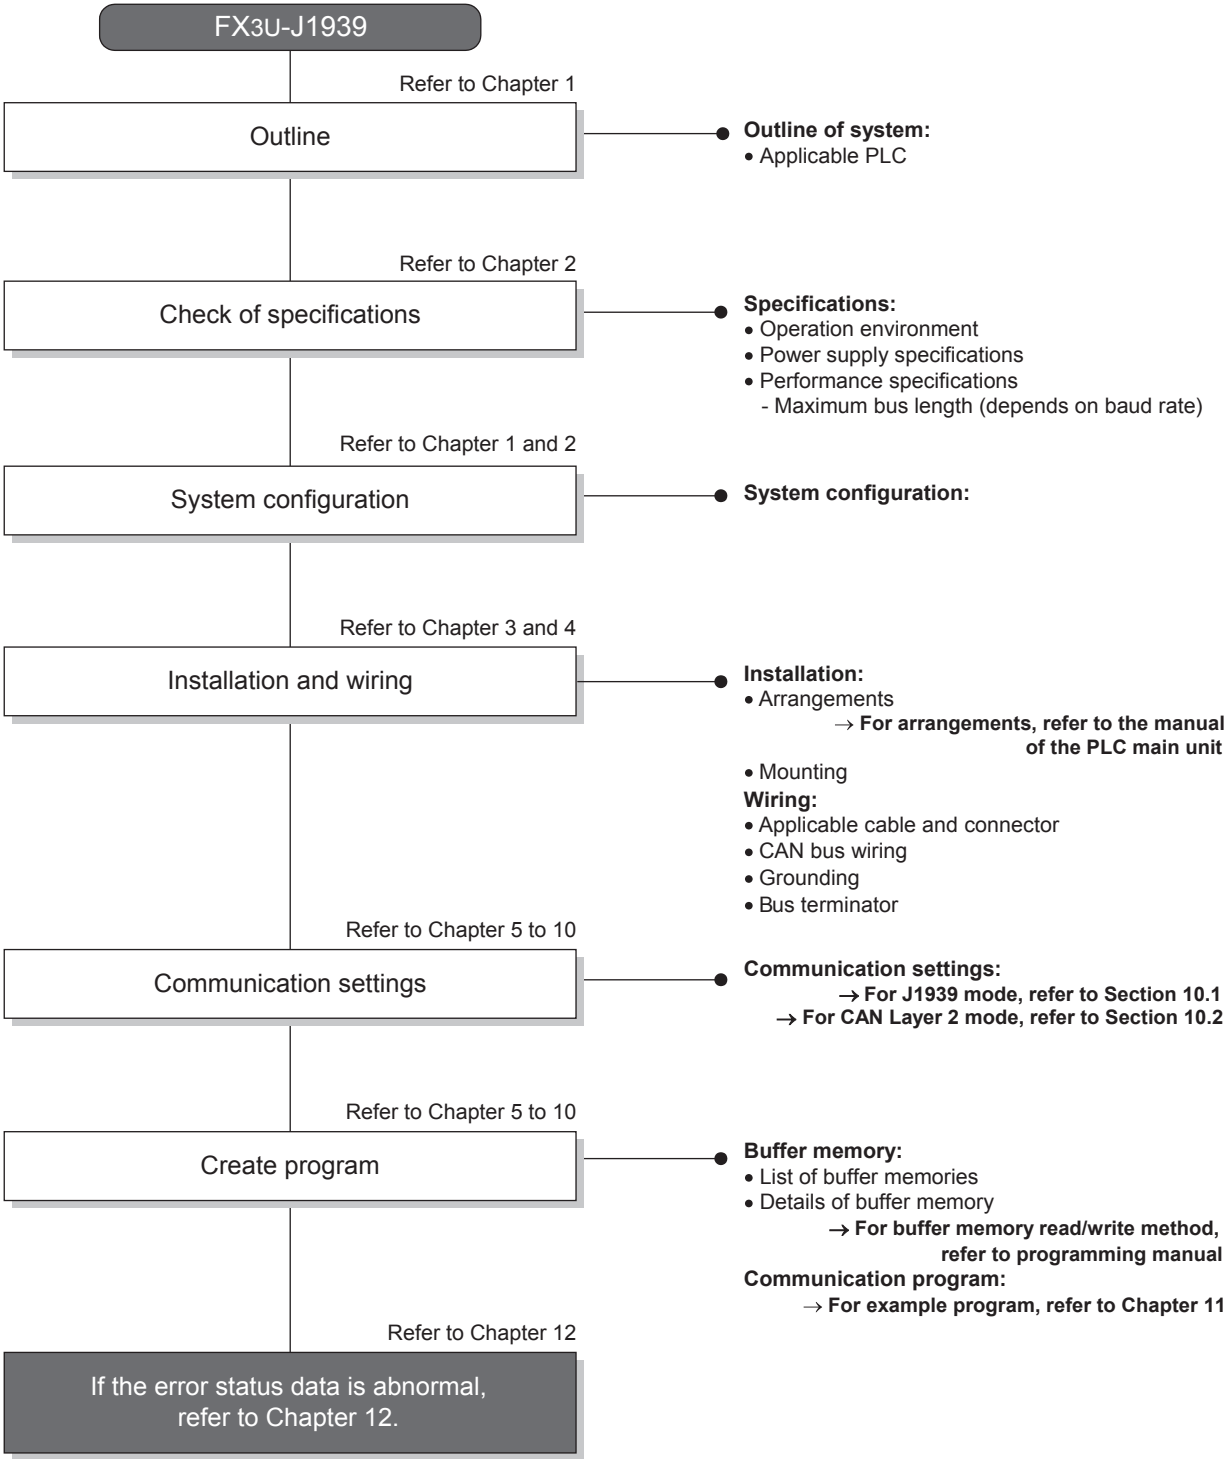 FX3U-J1939
Refer to Chapter 1
Outline
Outline of system:
• Applicable PLC
Refer to Chapter 2
Check of specifications
Specifications:
• Operation environment
• Power supply specifications
• Performance specifications
- Maximum bus length (depends on baud rate)
Refer to Chapter 1 and 2
System configuration
System configuration:
Refer to Chapter 3 and 4
Installation and wiring
Installation:
• Arrangements
→ For arrangements, refer to the manual
of the PLC main unit
• Mounting
Wiring:
• Applicable cable and connector
• CAN bus wiring
• Grounding
• Bus terminator
Refer to Chapter 5 to 10
Communication settings
Communication settings:
→ For J1939 mode, refer to Section 10.1
→ For CAN Layer 2 mode, refer to Section 10.2
Refer to Chapter 5 to 10
Create program
Buffer memory:
• List of buffer memories
• Details of buffer memory
→ For buffer memory read/write method,
refer to programming manual
Communication program:
→ For example program, refer to Chapter 11
Refer to Chapter 12
If the error status data is abnormal,
refer to Chapter 12.